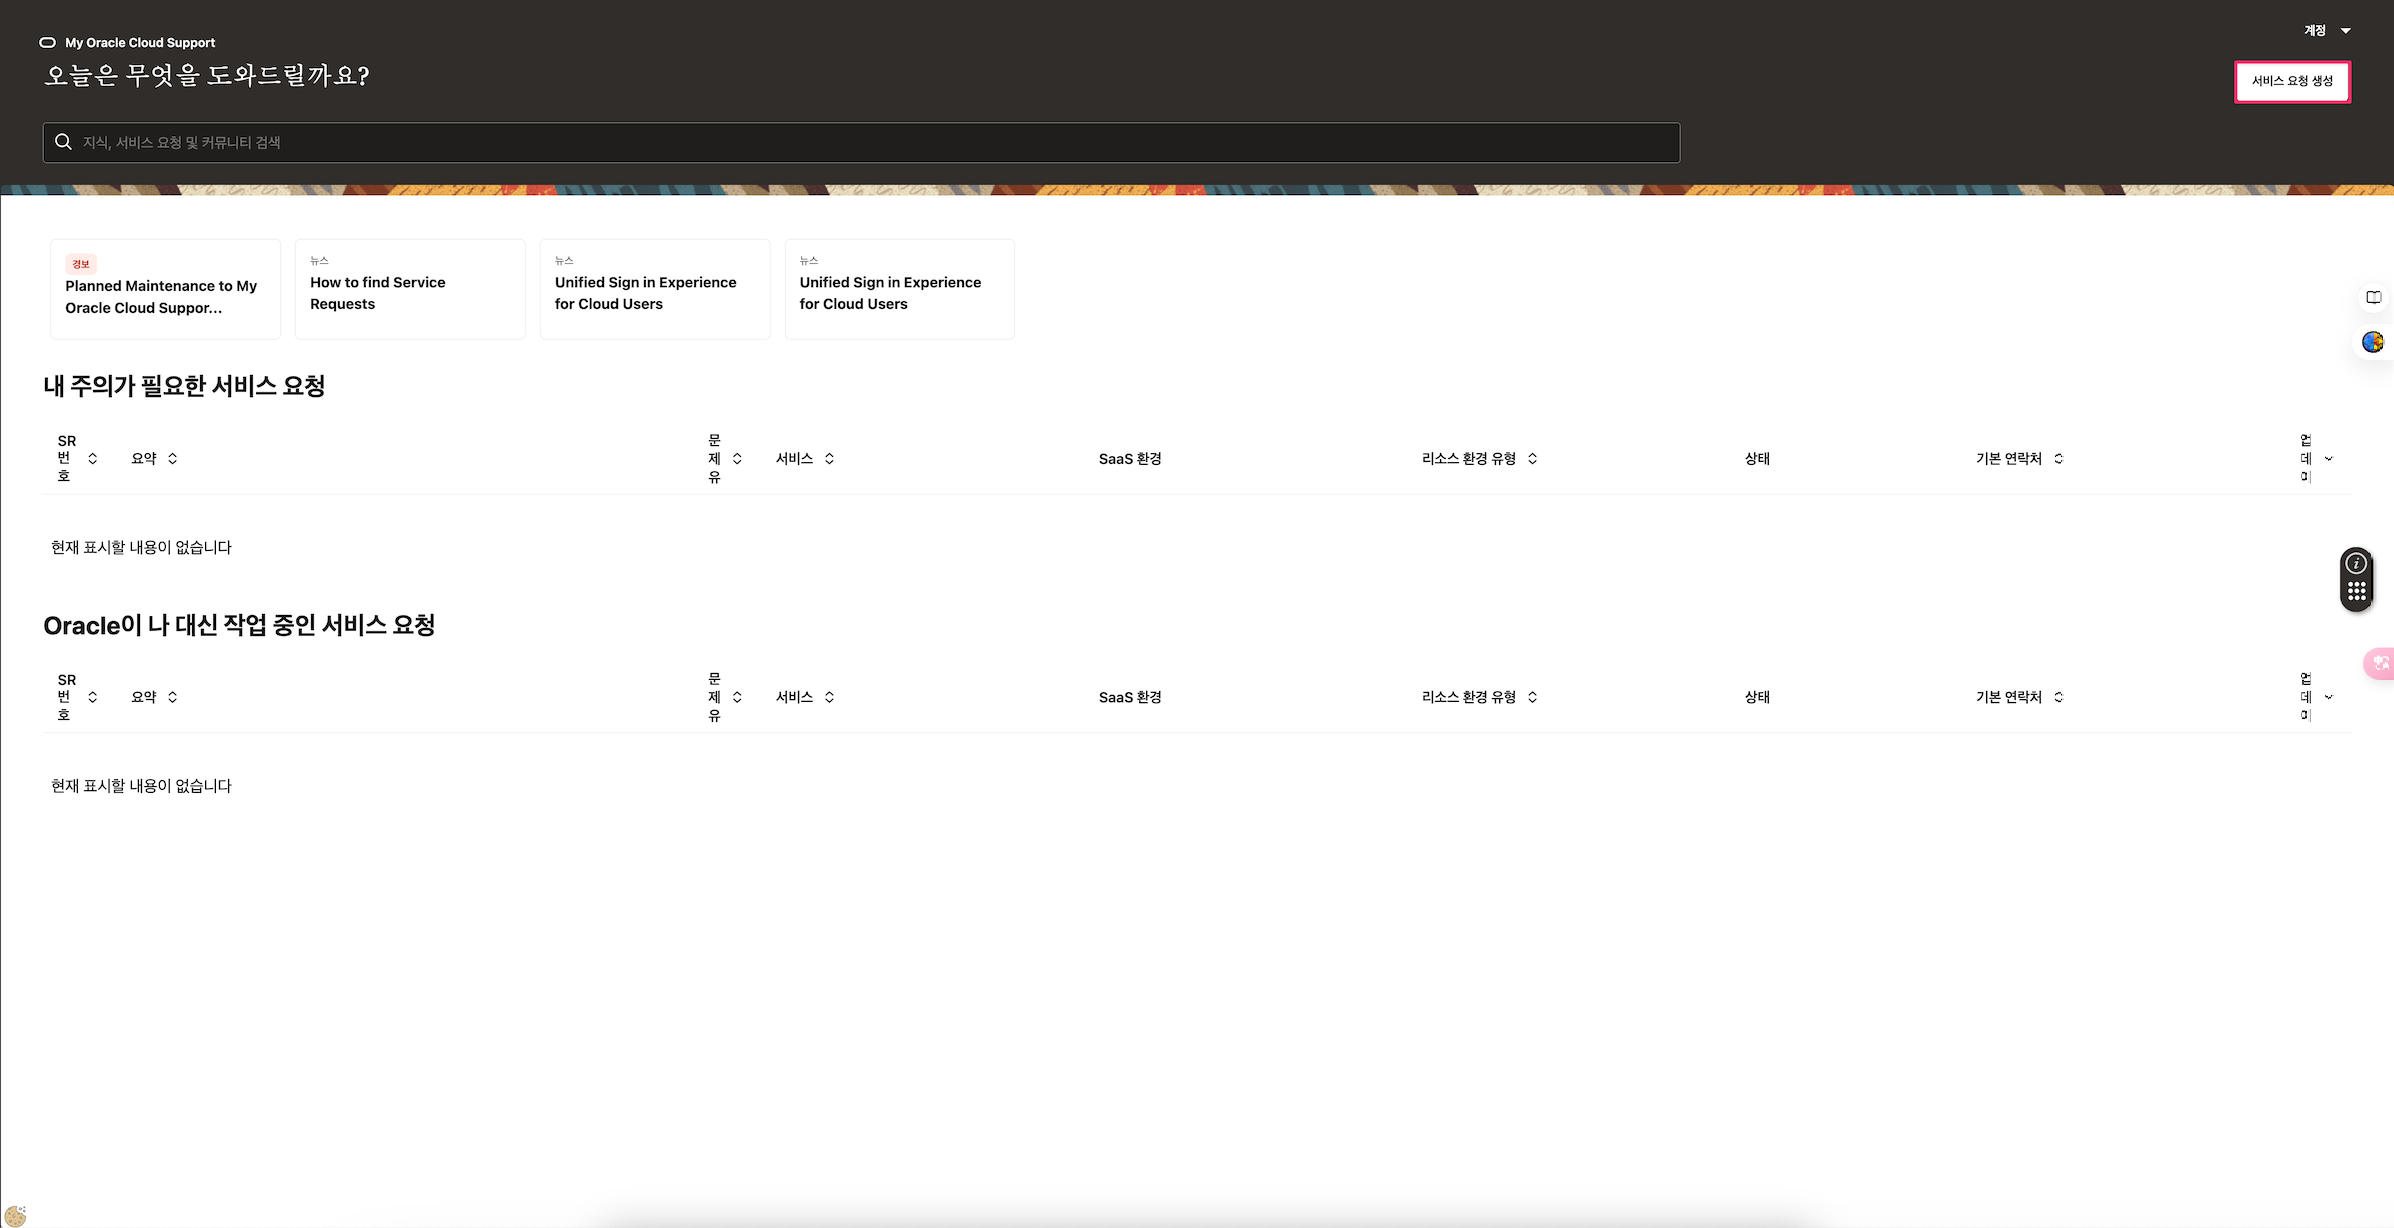 계정
My Oracle Cloud Support
오늘은 무엇을 도와드릴까요?
서비스 요청 생성
지식, 서비스 요청 및 커뮤니티 검색
경보
Planned Maintenance to My
Oracle Cloud Suppor...
뉴스
How to find Service
Requests
뉴스
Unified Sign in Experience
for Cloud Users
뉴스
Unified Sign in Experience
for Cloud Users
내 주의가 필요한 서비스 요청
SR
번
호
요약
문
제
유
서비스
SaaS 환경
리소스 환경 유형
상태
기본 연락처
업
데
현재 표시할 내용이 없습니다
Oracle이 나 대신 작업 중인 서비스 요청
SR
번
호
요약
문
제
유
서비스
SaaS 환경
리소스 환경 유형
상태
기본 연락처
업
데
현재 표시할 내용이 없습니다